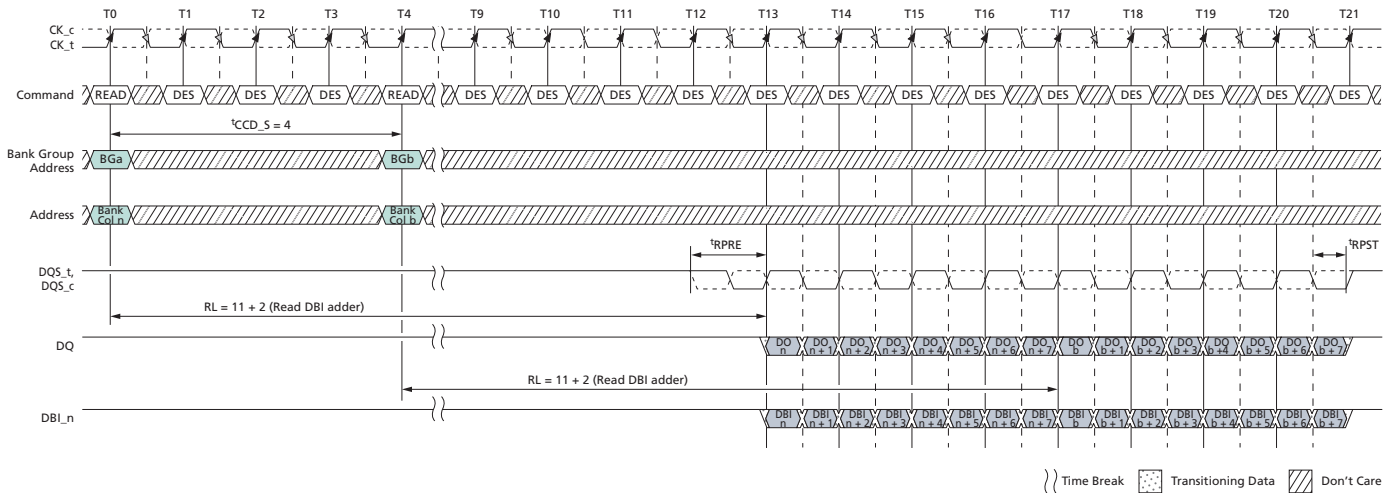 T0 T1 T2 T3 T4 T9 T10 T11 T12 T13 T14 T15 T16 T17 T18 T19 T20 T21
CK_c
CK_t
Command READ DES DES DES READ DES DES DES DES DES DES DES DES DES DES DES DES DES
tCCD_S = 4
Bank Group
Address
BGa BGb
Address
Bank
Col n
Bank
Col b
tRPRE tRPST
DQS_t,
DQS_c
RL = 11 + 2 (Read DBI adder)
DQ
DO DO DO DO DO DO DO DO DO DO DO DO DQ DO DO DO
n n + 1 n + 2 n + 3 n + 4 n + 5 n + 6 n + 7 b b + 1 b + 2 b + 3 b +4 b + 5 b + 6 b + 7
RL = 11 + 2 (Read DBI adder)
DBI_n
DBI DBI DBI DBI DBI DBI DBI DBI DBI DBI DBI DBI DBI DBI DBI DBI
n n + 1 n + 2 n + 3 n + 4 n + 5 n + 6 n + 7 b b + 1 b + 2 b + 3 b + 4 b + 5 b + 6 b + 7
Time Break Transitioning Data Don't Care